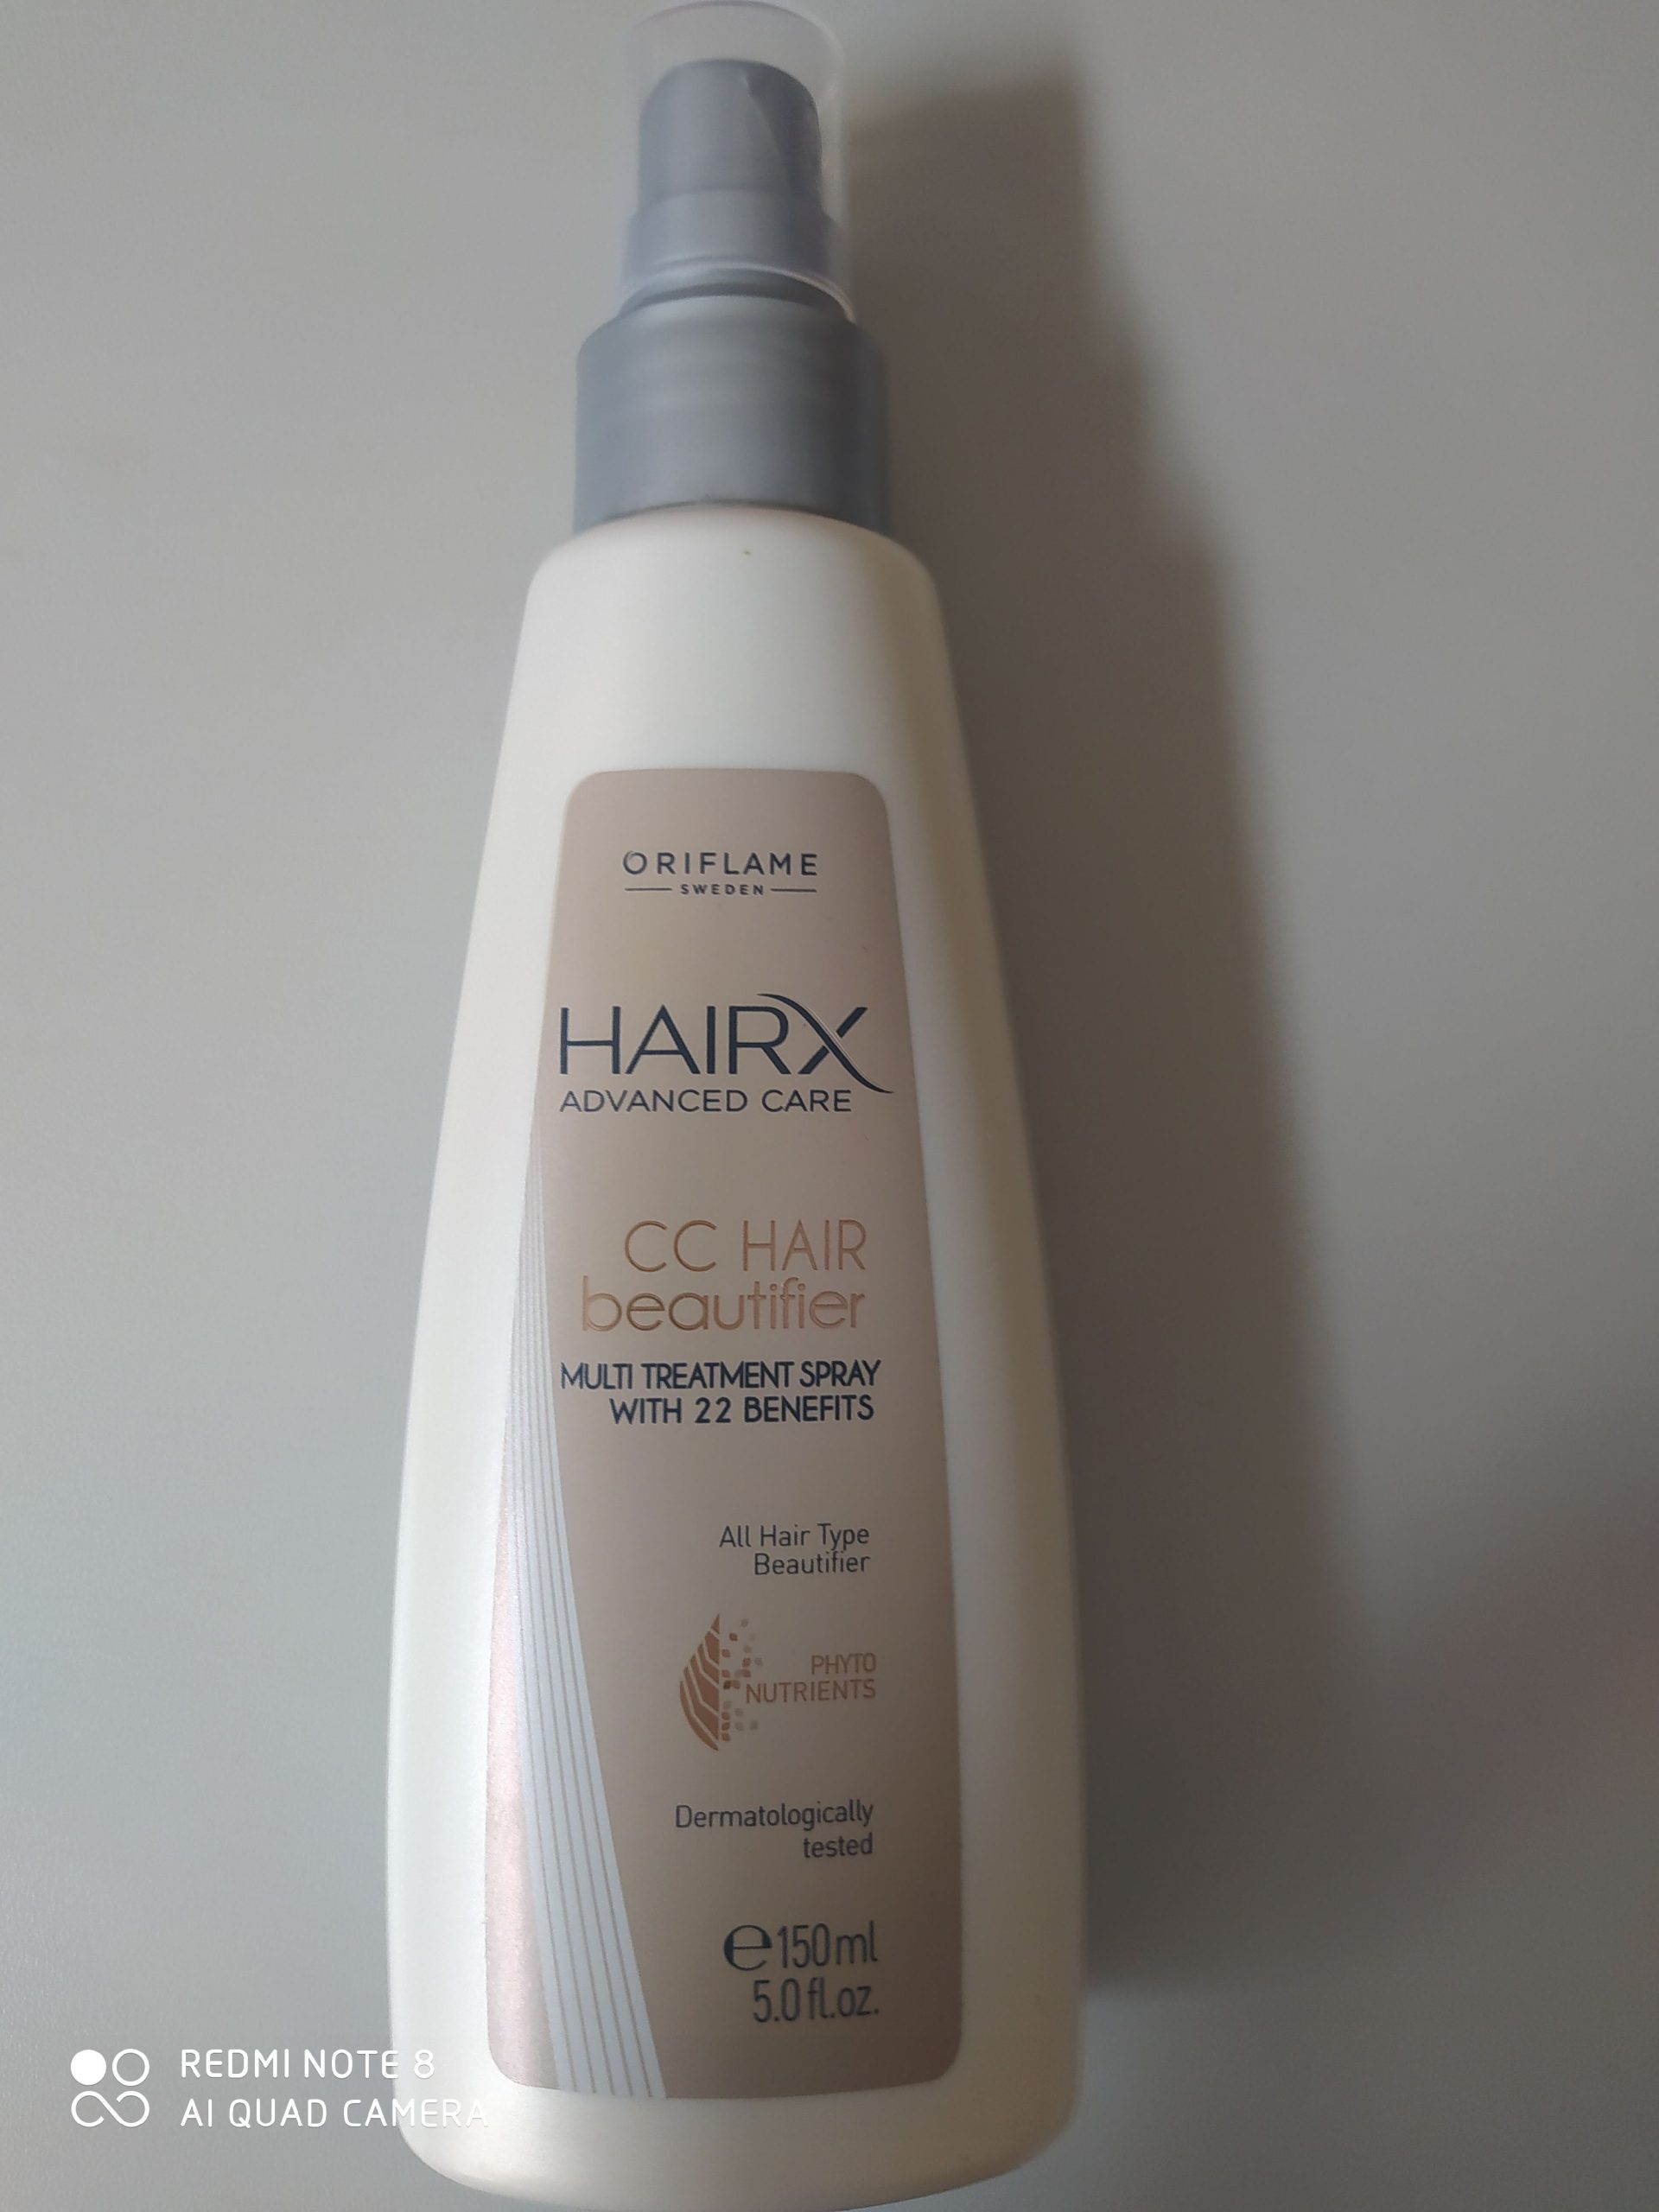 ORIFLAME
SWEDEN
HAIRX
ADVANCED CARE
CC HAIR
beautifier
MULTI TREATMENT SPRAY
WITH 22 BENEFITS
All Hair Type
Beautifier
PHYTO
NUTRIENTS
Dermatologically
tested
℮150ml
5.0 fl.oz.
REDMI NOTE 8
AI QUAD CAMERA